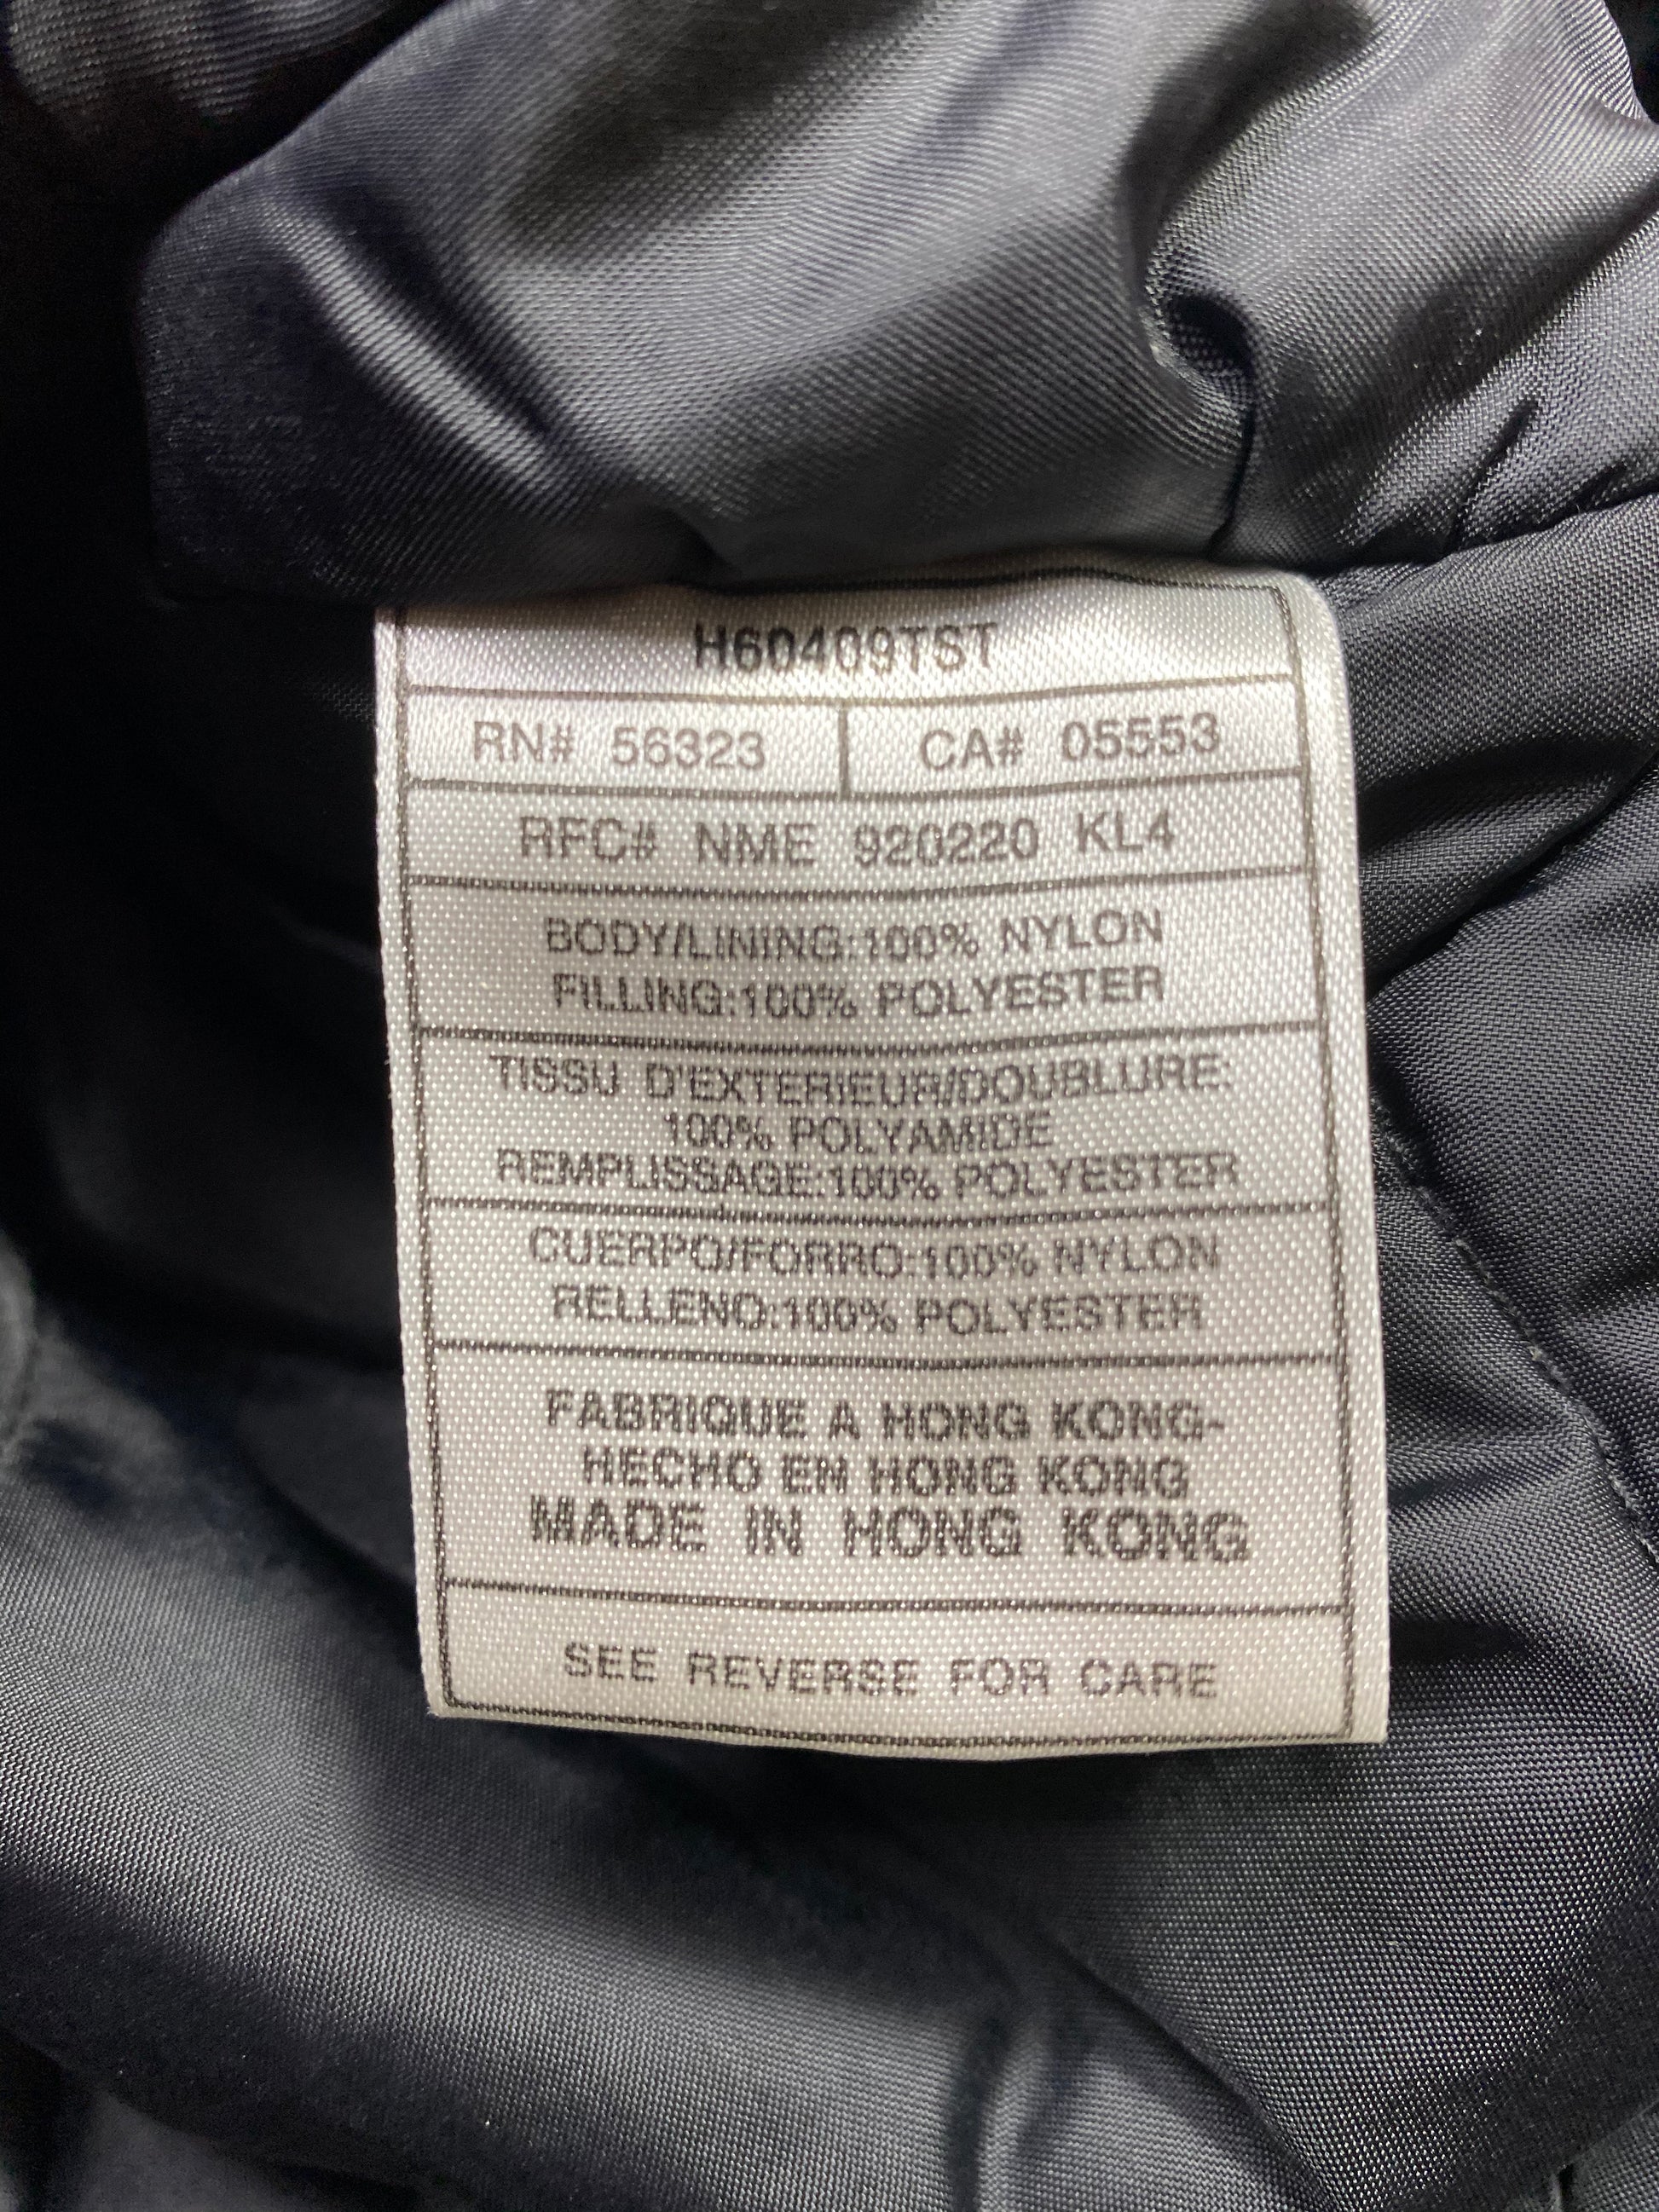 H60409TST
RN# 56323 CA# 05553
RFC# NME 920220 KL4
BODY/LINING:100% NYLON
FILLING:100% POLYESTER
TISSU D'EXTERIEUR/DOUBLURE:
100% POLYAMIDE
REMPLISSAGE:100% POLYESTER
CUERPO/FORRO:100% NYLON
RELLENO:100% POLYESTER
FABRIQUE A HONG KONG-
HECHO EN HONG KONG
MADE IN HONG KONG
SEE REVERSE FOR CARE